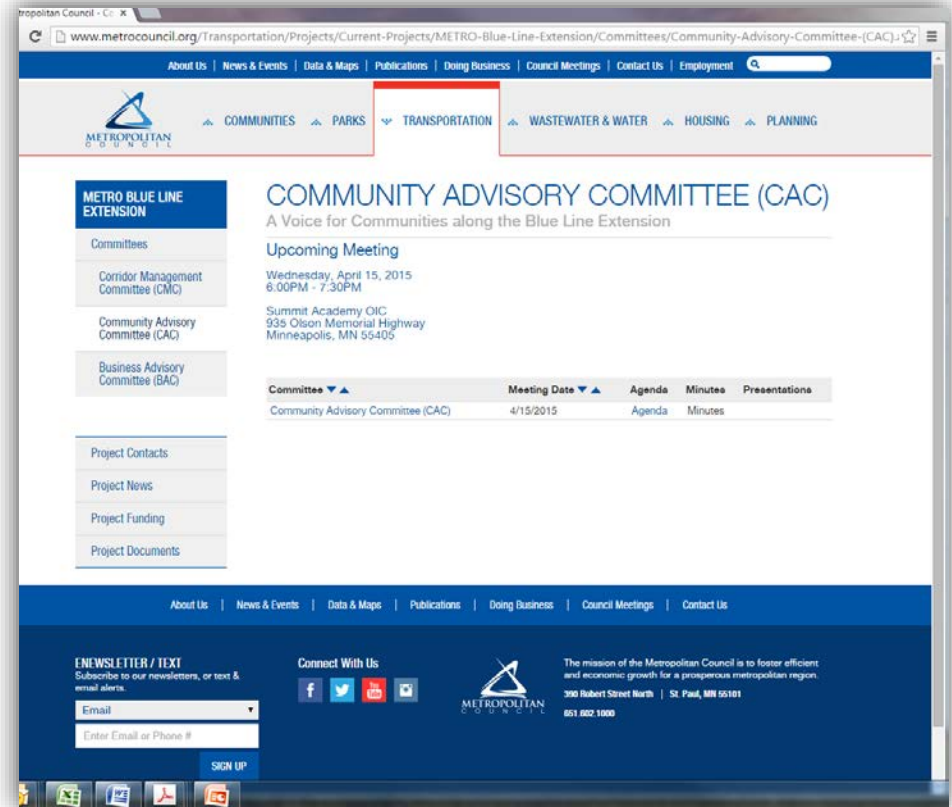 tropolitan Council - Cc ×
www.metrocouncil.org/Transportation/Projects/Current-Projects/METRO-Blue-Line-Extension/Committees/Community-Advisory-Committee-(CAC)
About Us | News & Events | Data & Maps | Publications | Doing Business | Council Meetings | Contact Us | Employment
METROPOLITAN
COUNCIL
COMMUNITIES PARKS TRANSPORTATION WASTEWATER & WATER HOUSING PLANNING
METRO BLUE LINE
EXTENSION
Committees
Corridor Management
Committee (CMC)
Community Advisory
Committee (CAC)
Business Advisory
Committee (BAC)
Project Contacts
Project News
Project Funding
Project Documents
COMMUNITY ADVISORY COMMITTEE (CAC)
A Voice for Communities along the Blue Line Extension
Upcoming Meeting
Wednesday, April 15, 2015
6:00PM - 7:30PM
Summit Academy OIC
935 Olson Memorial Highway
Minneapolis, MN 55405
Committee ▼ ▲ Meeting Date ▼ ▲ Agenda Minutes Presentations
Community Advisory Committee (CAC) 4/15/2015 Agenda Minutes
About Us | News & Events | Data & Maps | Publications | Doing Business | Council Meetings | Contact Us
ENEWSLETTER / TEXT
Subscribe to our newsletters, or text &
email alerts.
Email
Enter Email or Phone #
SIGN UP
Connect With Us
METROPOLITAN
COUNCIL
The mission of the Metropolitan Council is to foster efficient
and economic growth for a prosperous metropolitan region.
390 Robert Street North | St. Paul, MN 55101
651.602.1000